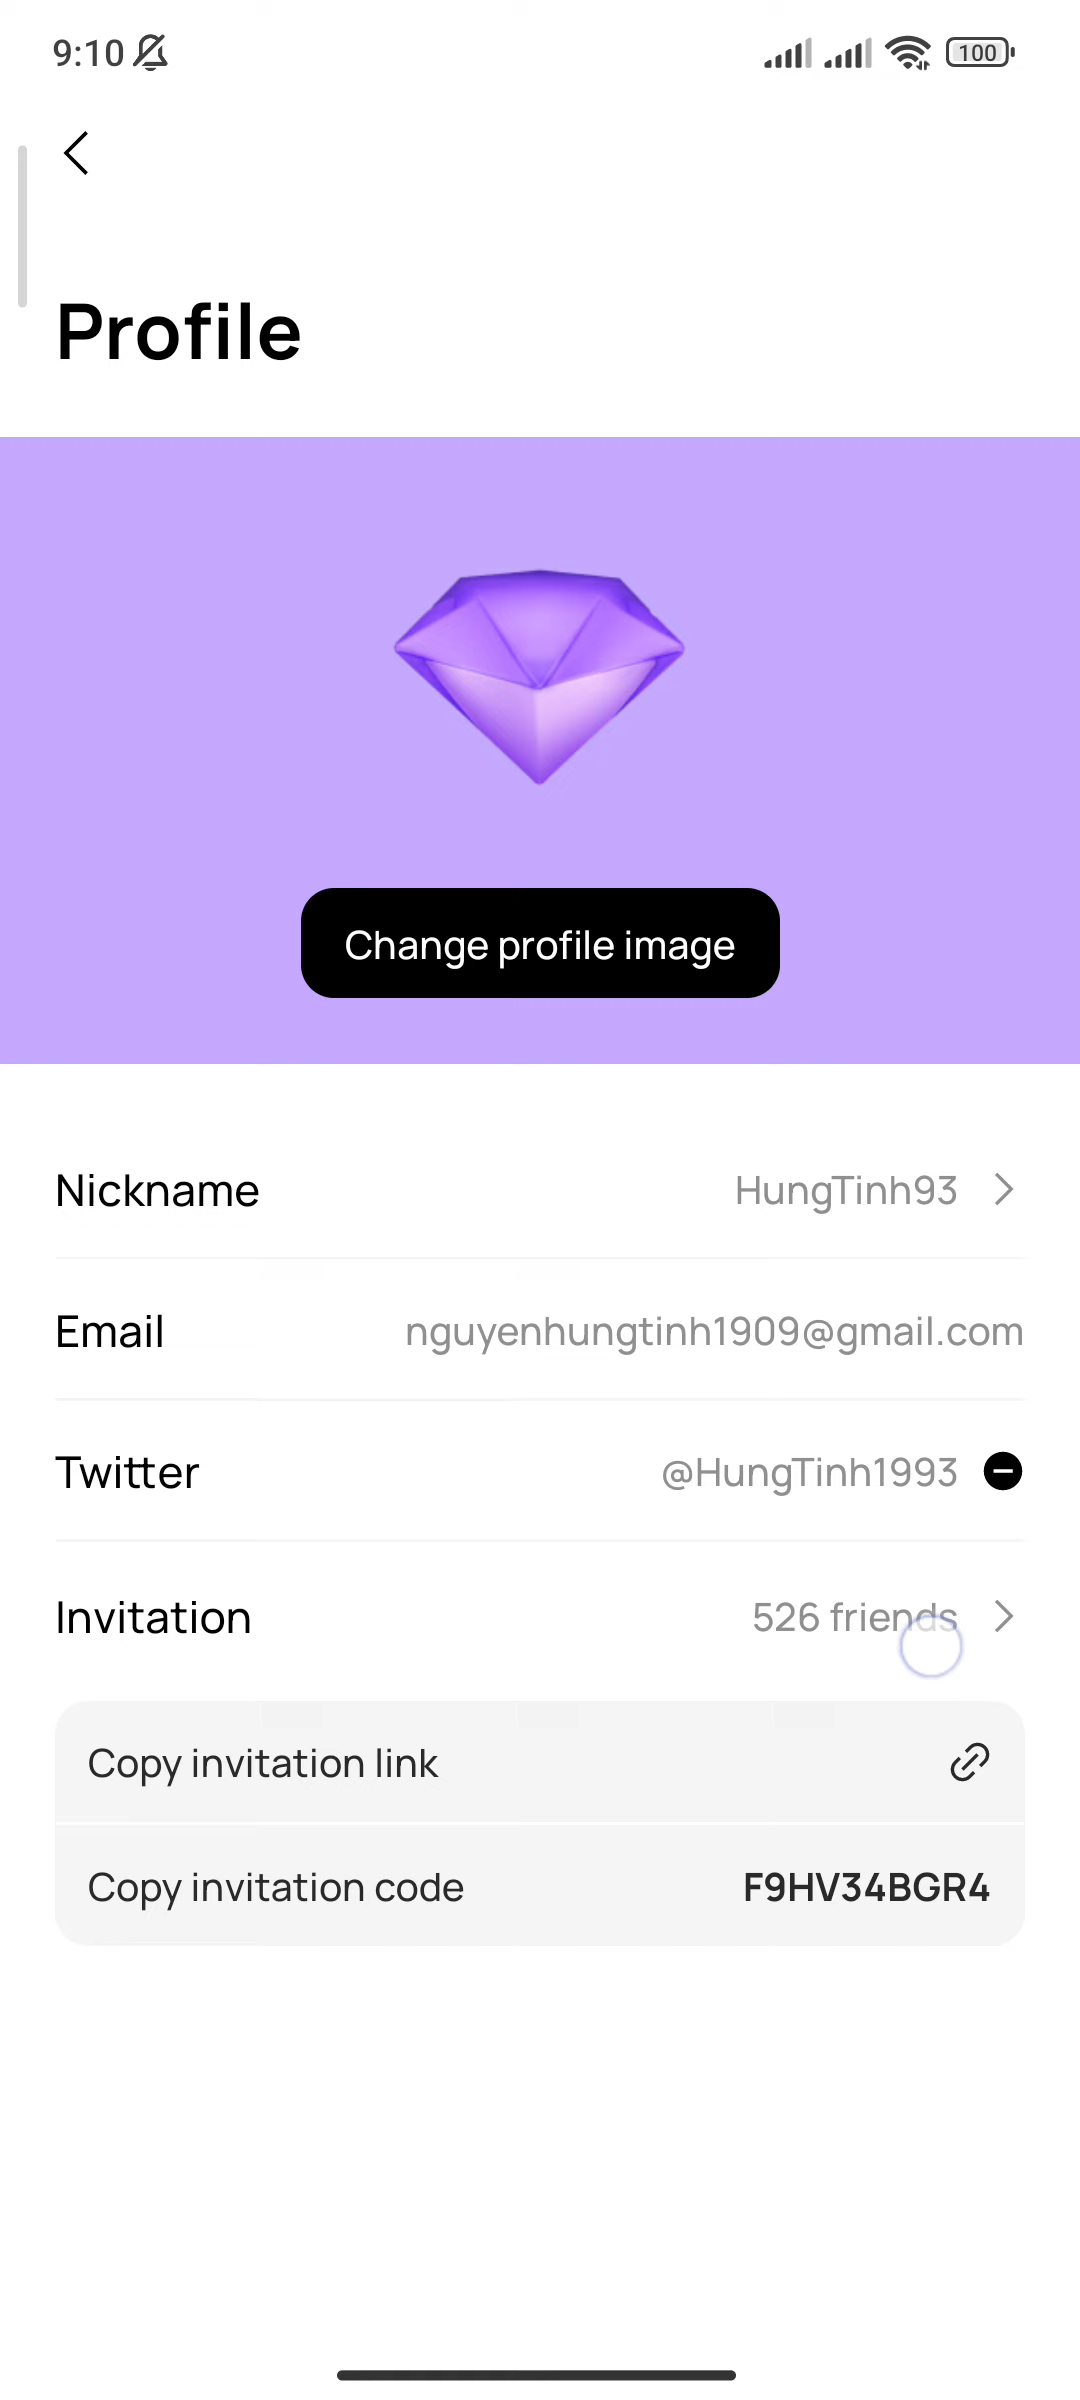 9:10
100
Profile
Change profile image
Nickname HungTinh93
Email nguyenhungtinh1909@gmail.com
Twitter @HungTinh1993
Invitation 526 friends
Copy invitation link
Copy invitation code F9HV34BGR4